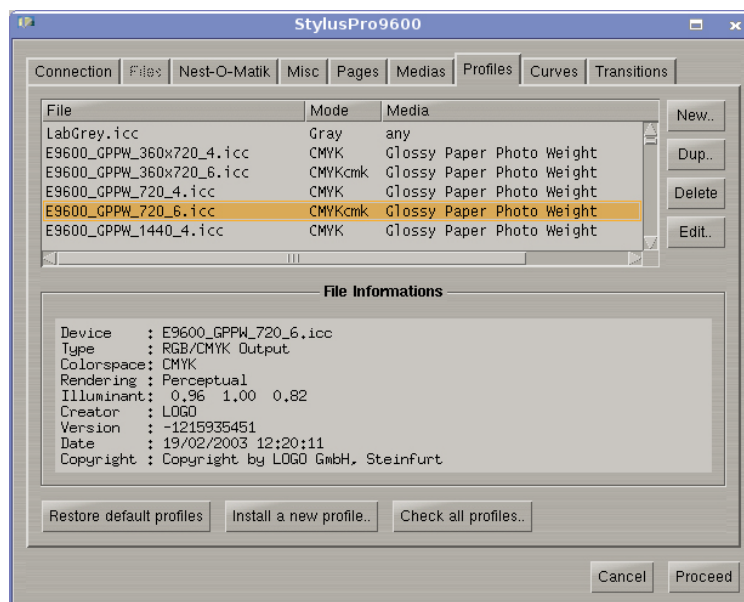 StylusPro9600
Connection Files Nest-O-Matik Misc Pages Medias Profiles Curves Transitions
File Mode Media
LabGrey.icc Gray any
E9600_GPPW_360x720_4.icc CMYK Glossy Paper Photo Weight
E9600_GPPW_360x720_6.icc CMYKcmk Glossy Paper Photo Weight
E9600_GPPW_720_4.icc CMYK Glossy Paper Photo Weight
E9600_GPPW_720_6.icc CMYKcmk Glossy Paper Photo Weight
E9600_GPPW_1440_4.icc CMYK Glossy Paper Photo Weight
New..
Dup..
Delete
Edit..
File Informations
Device : E9600_GPPW_720_6.icc
Type : RGB/CMYK Output
Colorspace: CMYK
Rendering : Perceptual
Illuminant: 0.96 1.00 0.82
Creator : LOGO
Version : -1215935451
Date : 19/02/2003 12:20:11
Copyright : Copyright by LOGO GmbH, Steinfurt
Restore default profiles Install a new profile.. Check all profiles..
Cancel Proceed